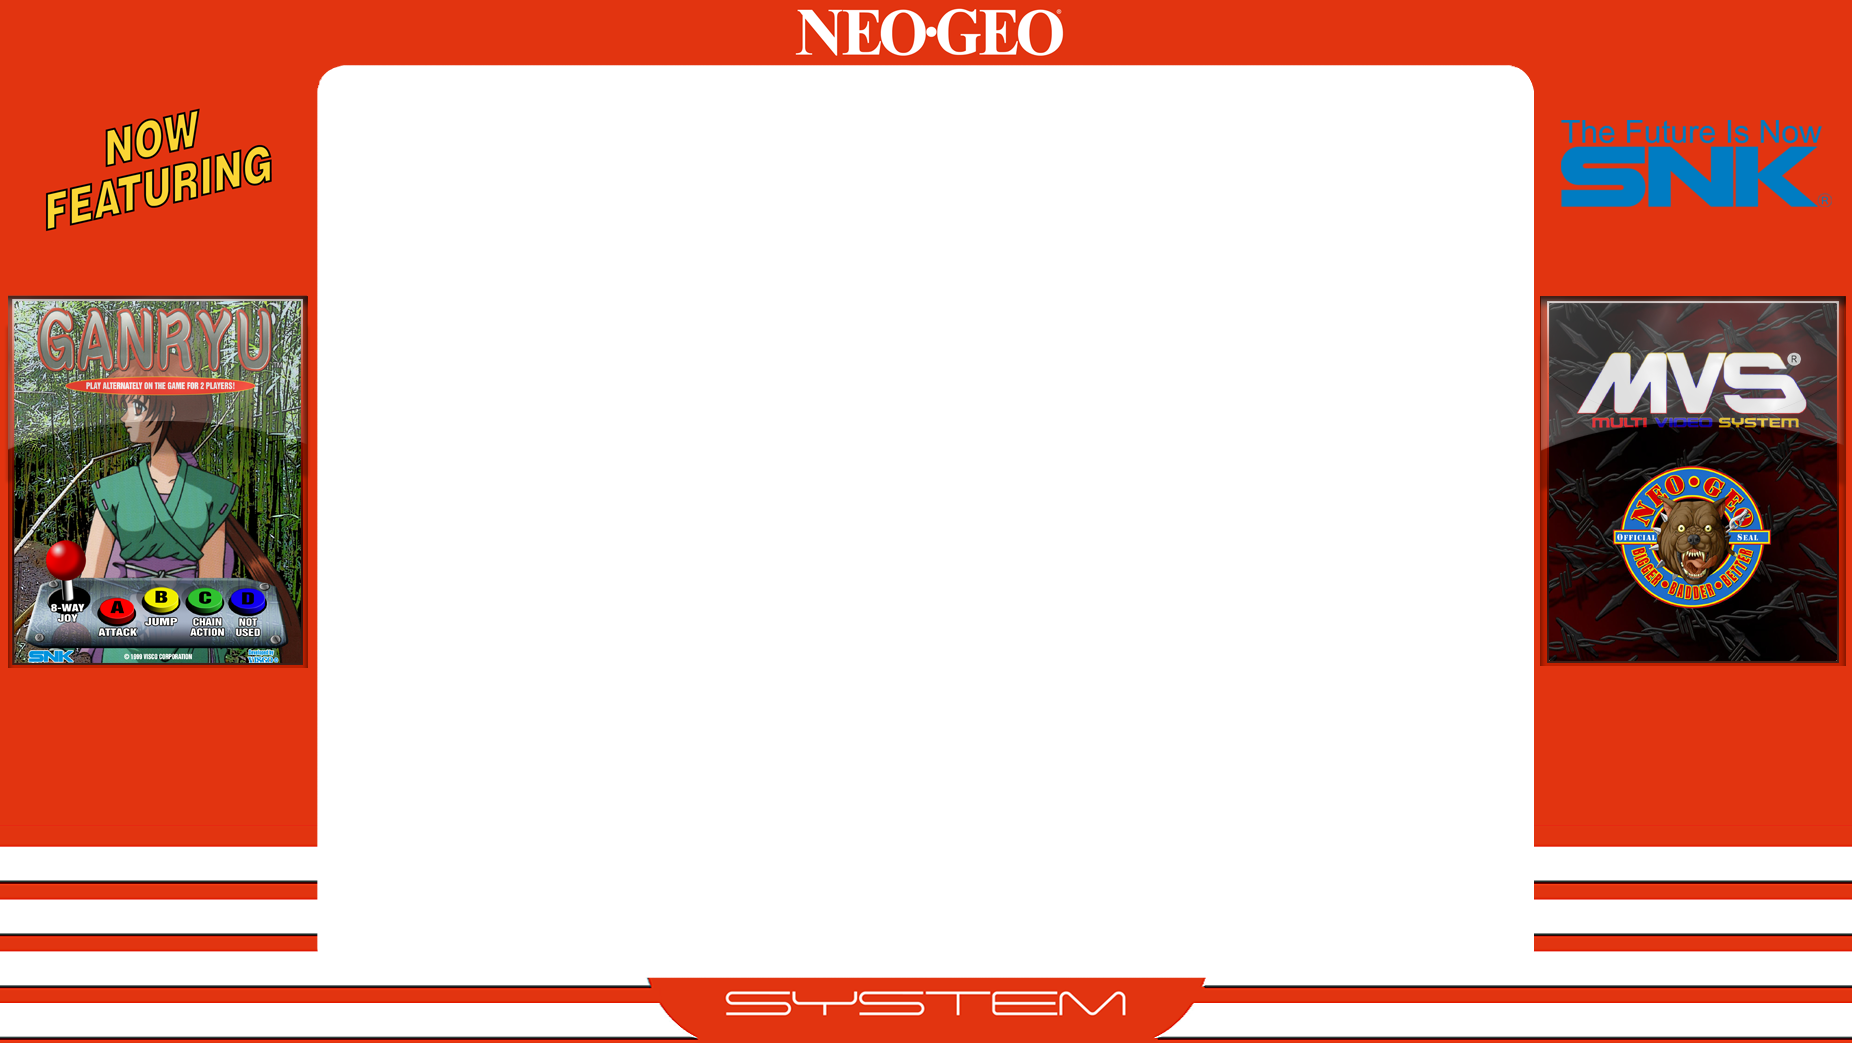 NEO•GEO®
NOW
FEATURING
The Future Is Now
SNK®
GANRYU
PLAY ALTERNATELY ON THE GAME FOR 2 PLAYERS!
8-WAY
JOY
A
ATTACK
B
JUMP
C
CHAIN
ACTION
D
NOT
USED
SNK
© 1999 VISCO CORPORATION
MVS®
MULTI VIDEO SYSTEM
NEO•GEO
OFFICIAL SEAL
BIGGER•BADDER•BETTER
SYSTEM